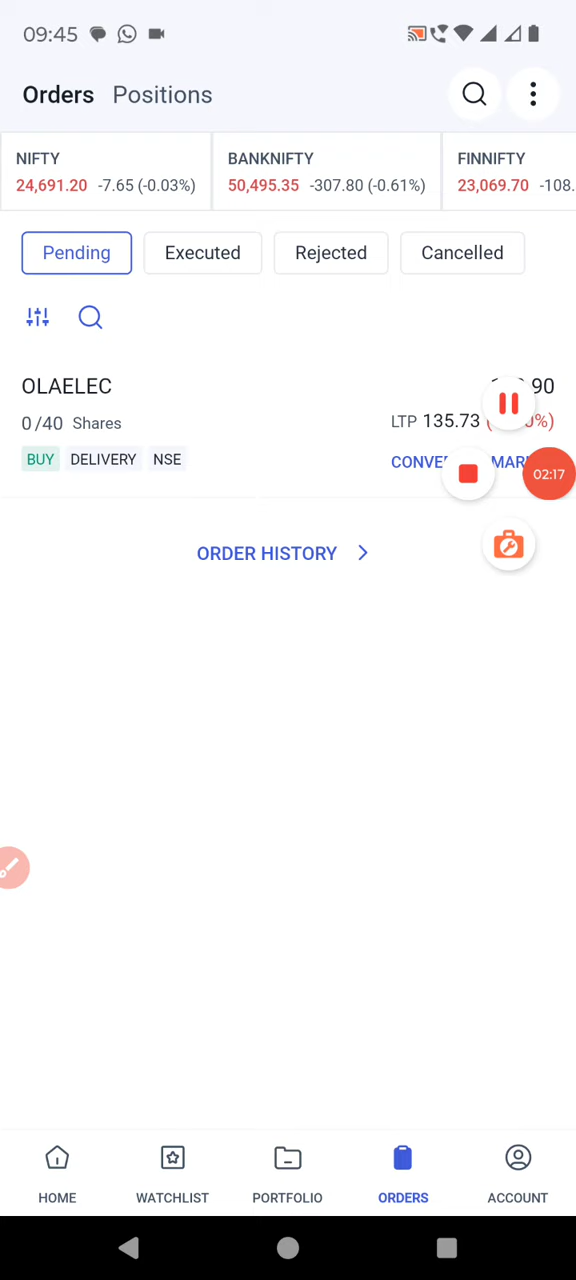 09:45
Orders Positions
NIFTY
24,691.20 -7.65 (-0.03%)
BANKNIFTY
50,495.35 -307.80 (-0.61%)
FINNIFTY
23,069.70 -108.
Pending Executed Rejected Cancelled
OLAELEC
.90
0/40 Shares
LTP 135.73
BUY DELIVERY NSE
02:17
ORDER HISTORY
HOME WATCHLIST PORTFOLIO ORDERS ACCOUNT